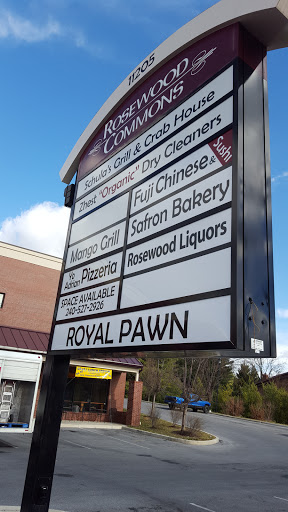 11205
ROSEWOOD
COMMONS
Schula's Grill & Crab House
Zhest "Organic" Dry Cleaners
Fuji Chinese & Sushi
Mango Grill
Safron Bakery
Yo Adrian Pizzeria
Rosewood Liquors
SPACE AVAILABLE
240-527-2926
ROYAL PAWN